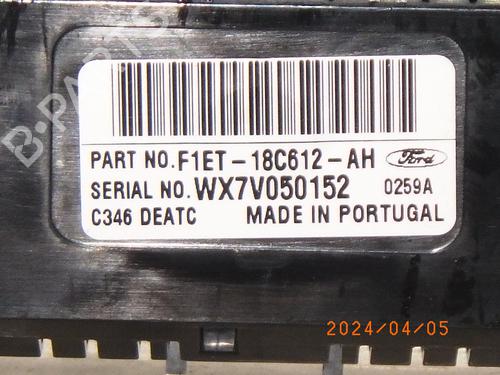 B-PARTS
PART NO. F1ET-18C612-AH Ford
SERIAL NO. WX7V050152 0259A
C346 DEATC MADE IN PORTUGAL
2024/04/05